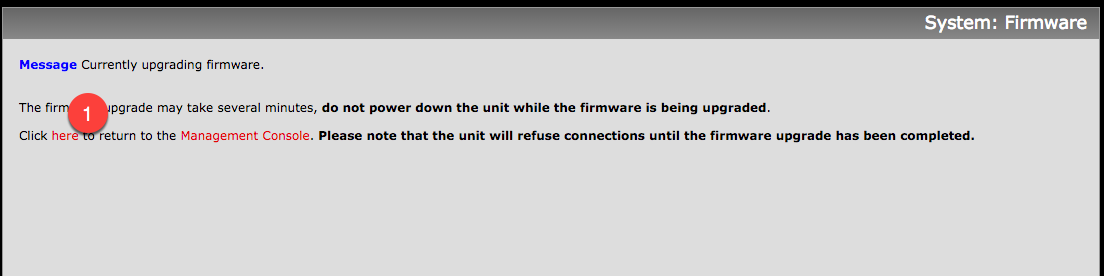 System: Firmware
Message Currently upgrading firmware.
The firm upgrade may take several minutes, do not power down the unit while the firmware is being upgraded.
1
Click here to return to the Management Console. Please note that the unit will refuse connections until the firmware upgrade has been completed.